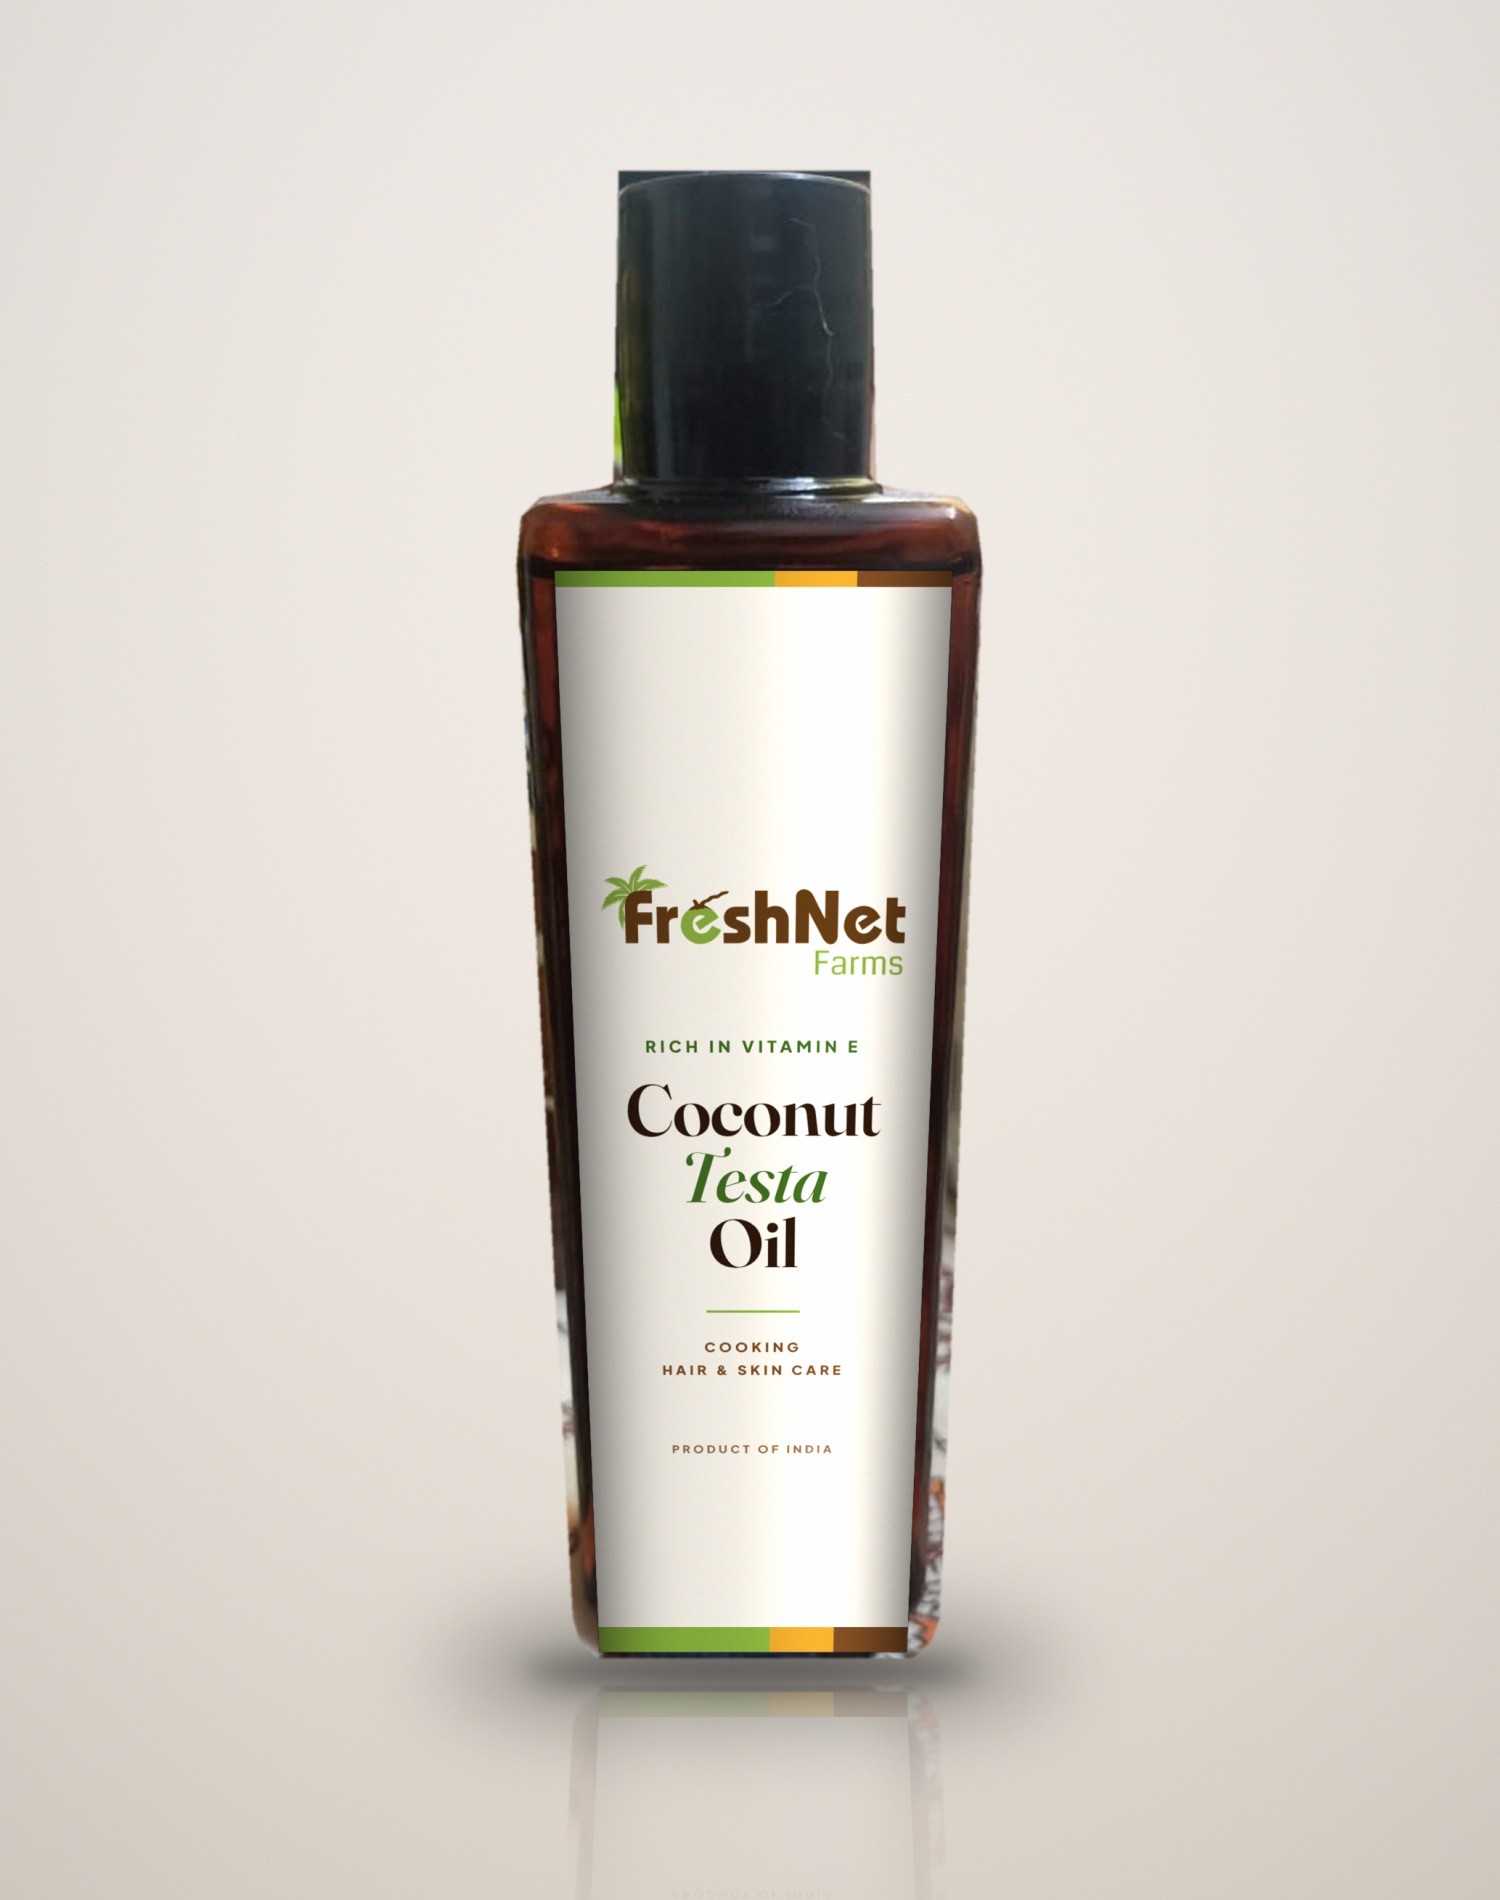 FreshNet
Farms
RICH IN VITAMIN E
Coconut
Testa
Oil
COOKING
HAIR & SKIN CARE
PRODUCT OF INDIA